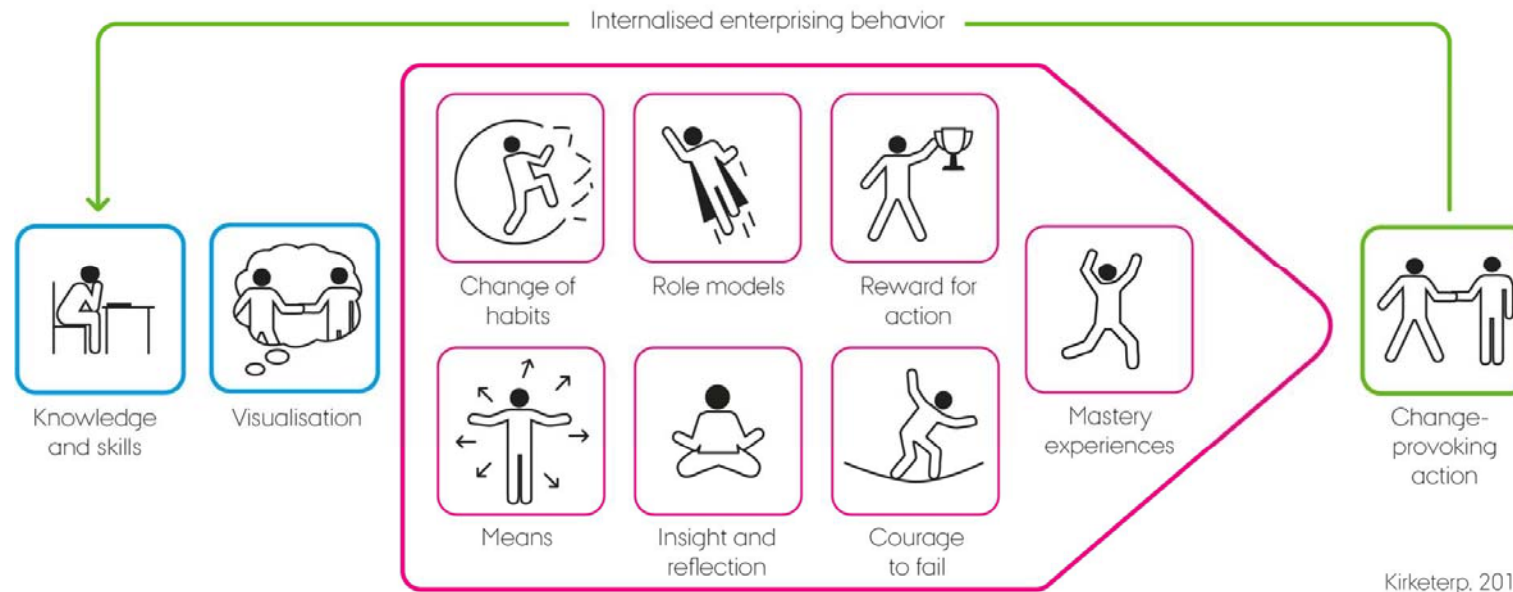 Internalised enterprising behavior
Knowledge
and skills
Visualisation
Change of
habits
Role models
Reward for
action
Means
Insight and
reflection
Courage
to fail
Mastery
experiences
Change-
provoking
action
Kirketerp, 201